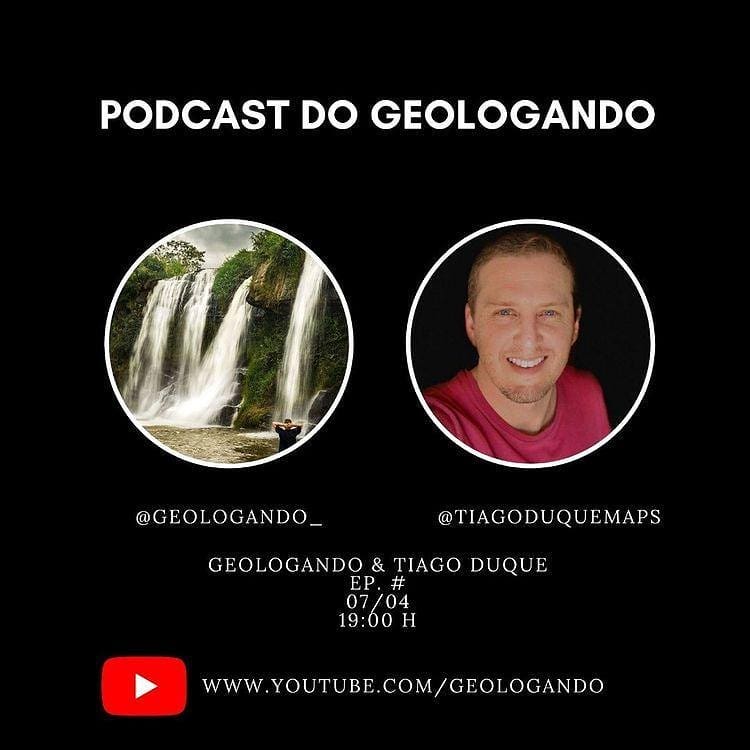 PODCAST DO GEOLOGANDO
@GEOLOGANDO_
@TIAGODUQUEMAPS
GEOLOGANDO & TIAGO DUQUE
EP. #
07/04
19:00 H
WWW.YOUTUBE.COM/GEOLOGANDO